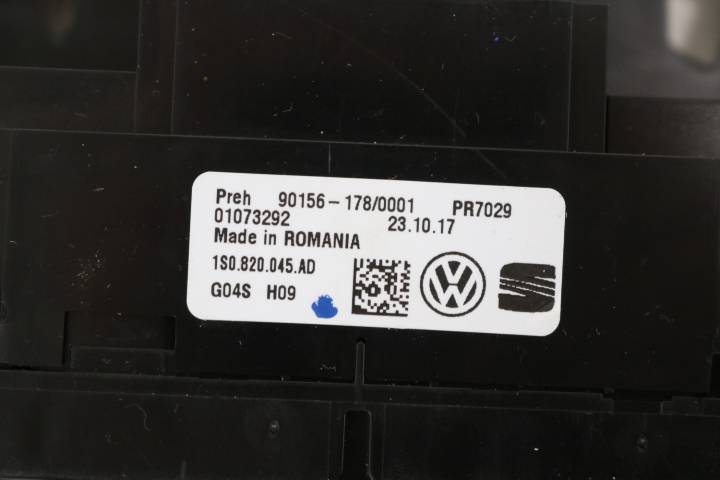 Preh 90156-178/0001 PR7029
01073292 23.10.17
Made in ROMANIA
1S0.820.045.AD
G04S H09